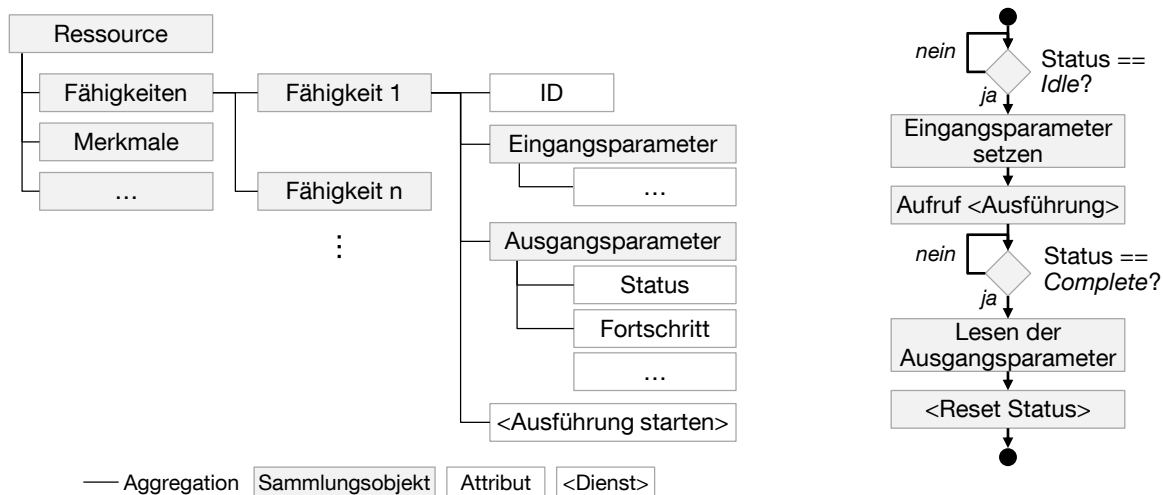 Ressource
Fähigkeiten
Merkmale
…
Fähigkeit 1
Fähigkeit n
⋮
ID
Eingangsparameter
…
Ausgangsparameter
Status
Fortschritt
…
<Ausführung starten>
Aggregation
Sammlungsobjekt
Attribut
<Dienst>
nein
Status ==
Idle?
ja
Eingangsparameter
setzen
Aufruf <Ausführung>
nein
Status ==
Complete?
ja
Lesen der
Ausgangsparameter
<Reset Status>